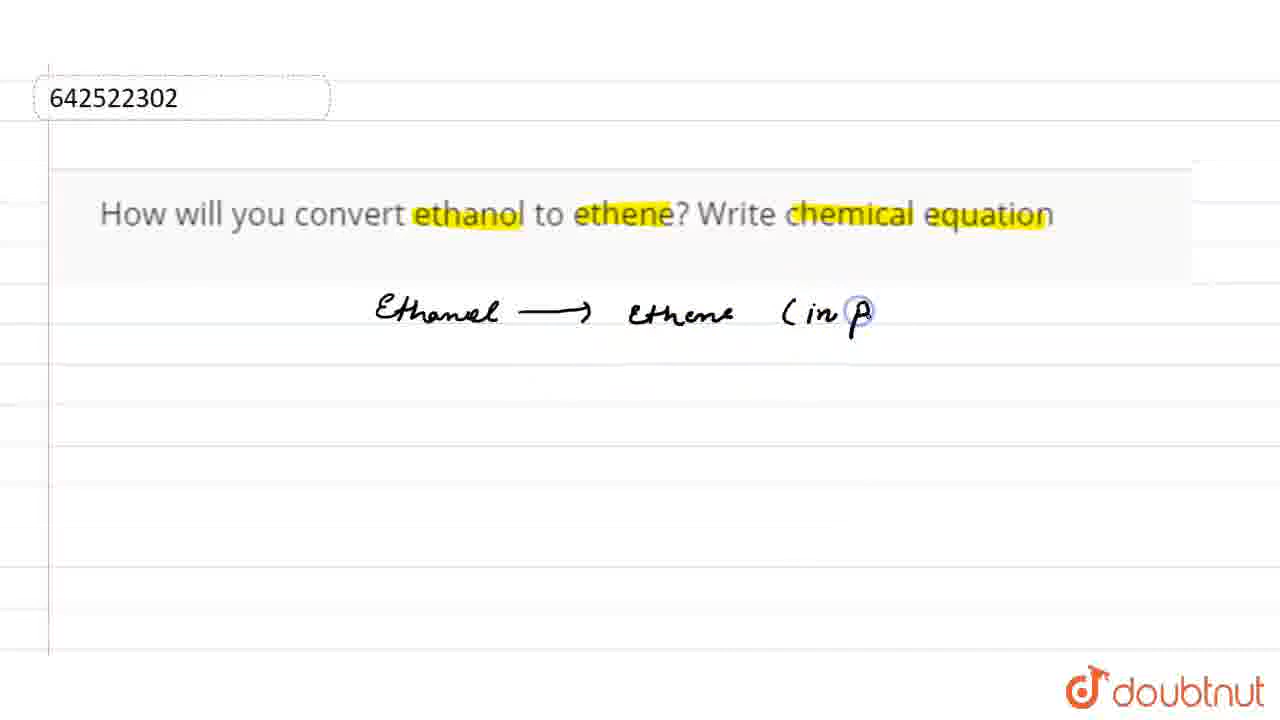 642522302
How will you convert ethanol to ethene? Write chemical equation
Ethanol ⟶ Ethene (in p
doubtnut